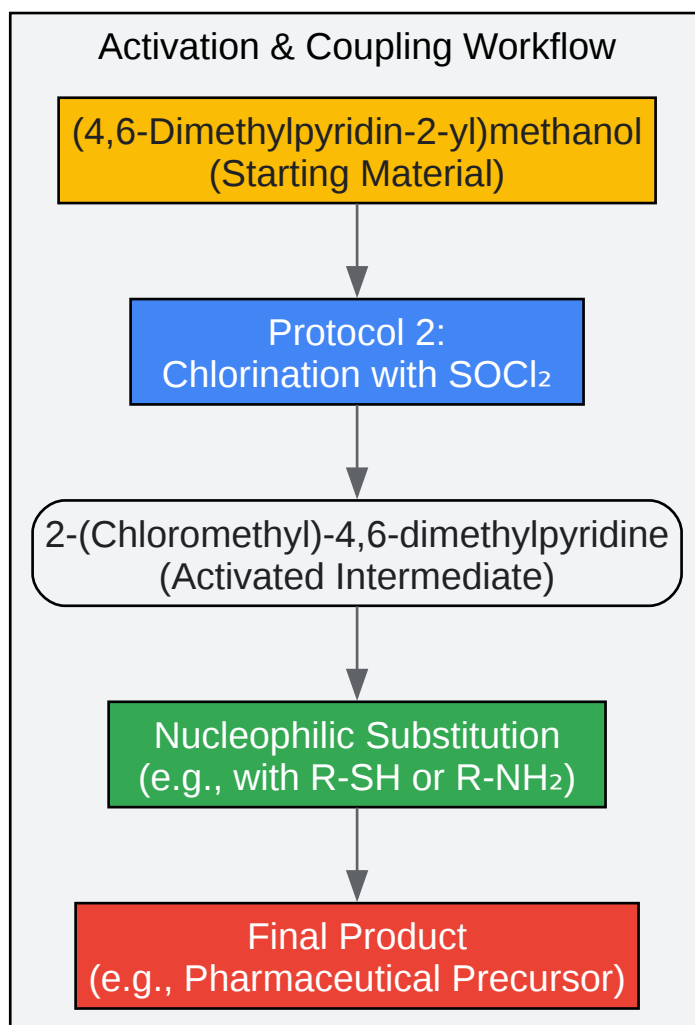 Activation & Coupling Workflow
(4,6-Dimethylpyridin-2-yl)methanol
(Starting Material)
Protocol 2:
Chlorination with SOCl₂
2-(Chloromethyl)-4,6-dimethylpyridine
(Activated Intermediate)
Nucleophilic Substitution
(e.g., with R-SH or R-NH₂)
Final Product
(e.g., Pharmaceutical Precursor)